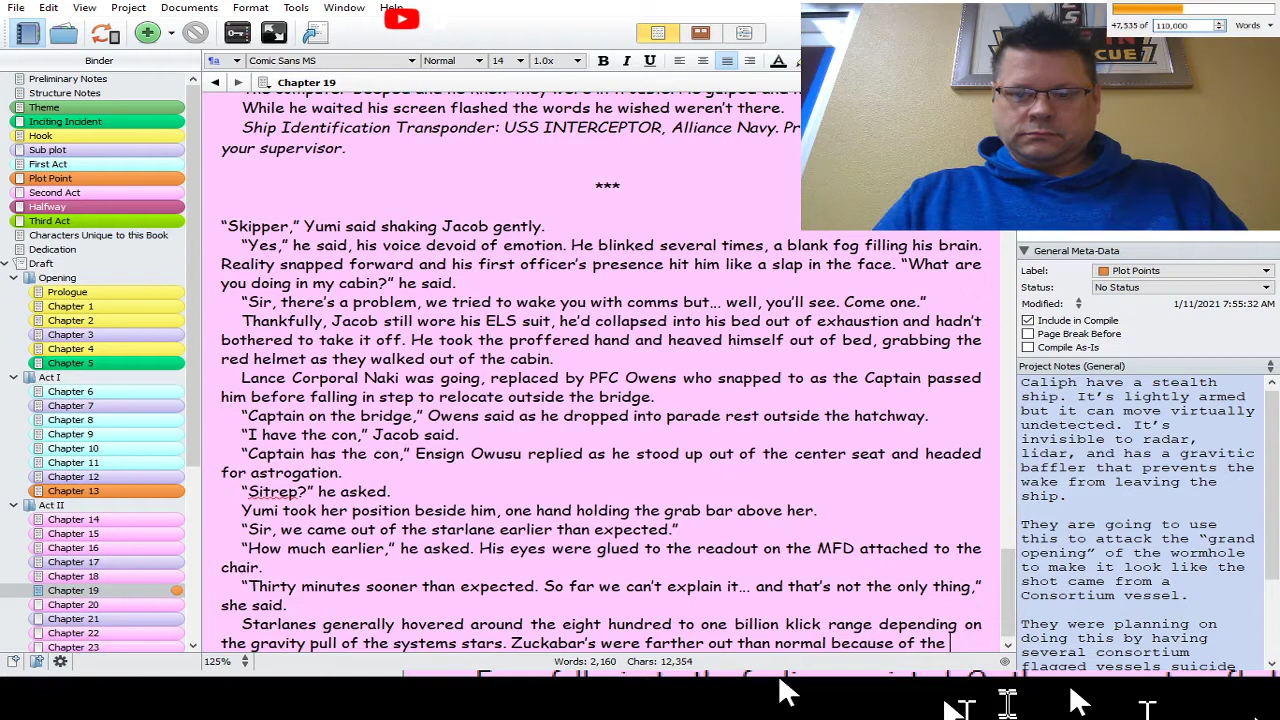 File Edit View Project Documents Format Tools Window Help
47,535 of 110,000 Words
Comic Sans MS Normal 14 1.0x B I U A
Binder
Chapter 19
Preliminary Notes
Structure Notes
Theme
Inciting Incident
Hook
Sub plot
First Act
Plot Point
Second Act
Halfway
Third Act
Characters Unique to this Book
Dedication
Draft
Opening
Prologue
Chapter 1
Chapter 2
Chapter 3
Chapter 4
Chapter 5
Act I
Chapter 6
Chapter 7
Chapter 8
Chapter 9
Chapter 10
Chapter 11
Chapter 12
Chapter 13
Act II
Chapter 14
Chapter 15
Chapter 16
Chapter 17
Chapter 18
Chapter 19
Chapter 20
Chapter 21
Chapter 22
Chapter 23
While he waited his screen flashed the words he wished weren't there.
Ship Identification Transponder: USS INTERCEPTOR, Alliance Navy. Pr
your supervisor.
***
“Skipper,” Yumi said shaking Jacob gently.
“Yes,” he said, his voice devoid of emotion. He blinked several times, a blank fog filling his brain.
Reality snapped forward and his first officer's presence hit him like a slap in the face. “What are
you doing in my cabin?” he said.
“Sir, there's a problem, we tried to wake you with comms but... well, you'll see. Come one.”
Thankfully, Jacob still wore his ELS suit, he'd collapsed into his bed out of exhaustion and hadn't
bothered to take it off. He took the proffered hand and heaved himself out of bed, grabbing the
red helmet as they walked out of the cabin.
Lance Corporal Naki was going, replaced by PFC Owens who snapped to as the Captain passed
him before falling in step to relocate outside the bridge.
“Captain on the bridge,” Owens said as he dropped into parade rest outside the hatchway.
“I have the con,” Jacob said.
“Captain has the con,” Ensign Owusu replied as he stood up out of the center seat and headed
for astrogation.
“Sitrep?” he asked.
Yumi took her position beside him, one hand holding the grab bar above her.
“Sir, we came out of the starlane earlier than expected.”
“How much earlier,” he asked. His eyes were glued to the readout on the MFD attached to the
chair.
“Thirty minutes sooner than expected. So far we can't explain it... and that's not the only thing,”
she said.
Starlanes generally hovered around the eight hundred to one billion klick range depending on
the gravity pull of the systems stars. Zuckabar's were farther out than normal because of the
125% Words: 2,160 Chars: 12,354
General Meta-Data
Label: Plot Points
Status: No Status
Modified: 1/11/2021 7:55:32 AM
Include in Compile
Page Break Before
Compile As-Is
Project Notes (General)
Caliph have a stealth
ship. It's lightly armed
but it can move virtually
undetected. It's
invisible to radar,
lidar, and has a gravitic
baffler that prevents the
wake from leaving the
ship.
They are going to use
this to attack the “grand
opening” of the wormhole
to make it look like the
shot came from a
Consortium vessel.
They were planning on
doing this by having
several consortium
flagged vessels suicide